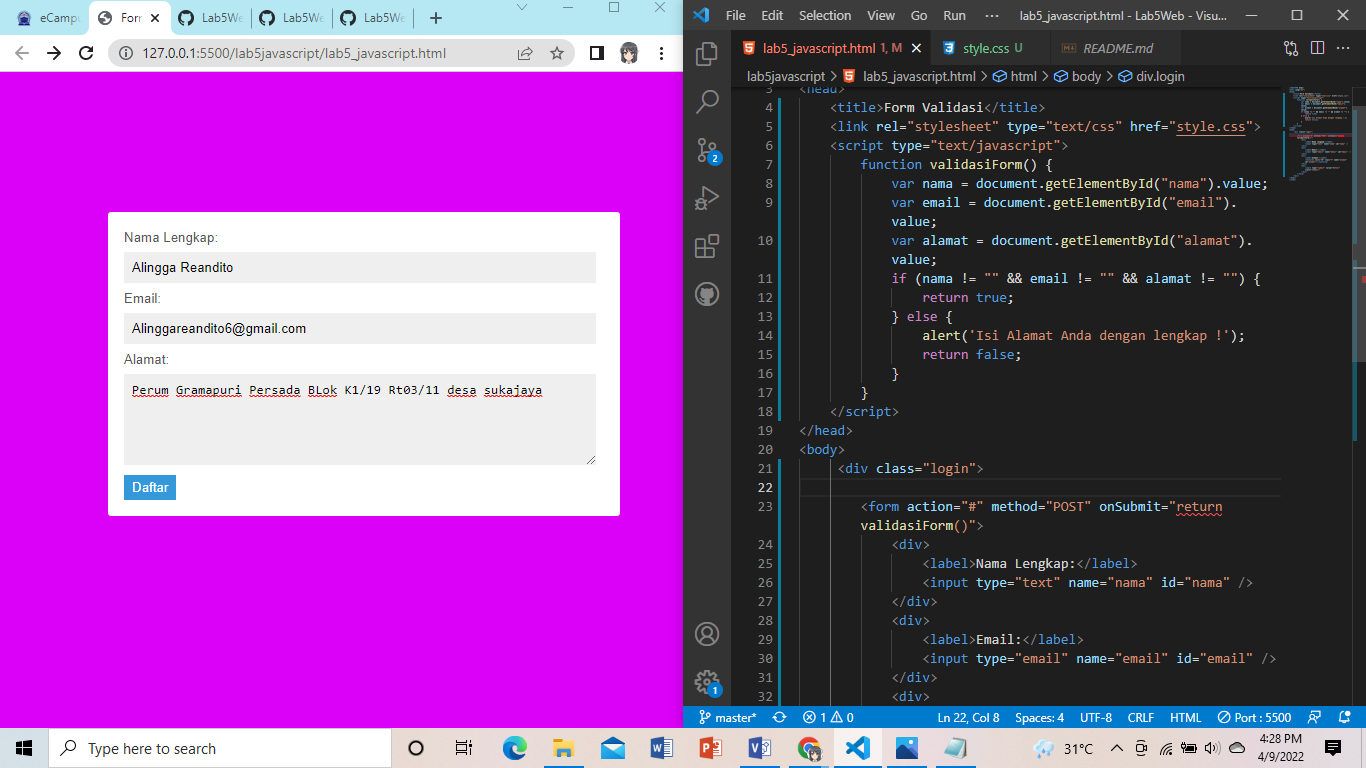 eCampu
Form
Lab5We
Lab5We
Lab5We
127.0.0.1:5500/lab5javascript/lab5_javascript.html
Nama Lengkap:
Alingga Reandito
Email:
Alinggareandito6@gmail.com
Alamat:
Perum Gramapuri Persada BLok K1/19 Rt03/11 desa sukajaya
Daftar
File Edit Selection View Go Run ··· lab5_javascript.html - Lab5Web - Visu...
lab5_javascript.html 1, M
style.css U
README.md
lab5javascript > lab5_javascript.html > html > body > div.login
3 <head>
4 <title>Form Validasi</title>
5 <link rel="stylesheet" type="text/css" href="style.css">
6 <script type="text/javascript">
7 function validasiForm() {
8 var nama = document.getElementById("nama").value;
9 var email = document.getElementById("email").
value;
10 var alamat = document.getElementById("alamat").
value;
11 if (nama != "" && email != "" && alamat != "") {
12 return true;
13 } else {
14 alert('Isi Alamat Anda dengan lengkap !');
15 return false;
16 }
17 }
18 </script>
19 </head>
20 <body>
21 <div class="login">
22
23 <form action="#" method="POST" onSubmit="return
validasiForm()">
24 <div>
25 <label>Nama Lengkap:</label>
26 <input type="text" name="nama" id="nama" />
27 </div>
28 <div>
29 <label>Email:</label>
30 <input type="email" name="email" id="email" />
31 </div>
32 <div>
2
1
master* 1 0 Ln 22, Col 8 Spaces: 4 UTF-8 CRLF HTML Port : 5500
Type here to search
31°C
4:28 PM
4/9/2022